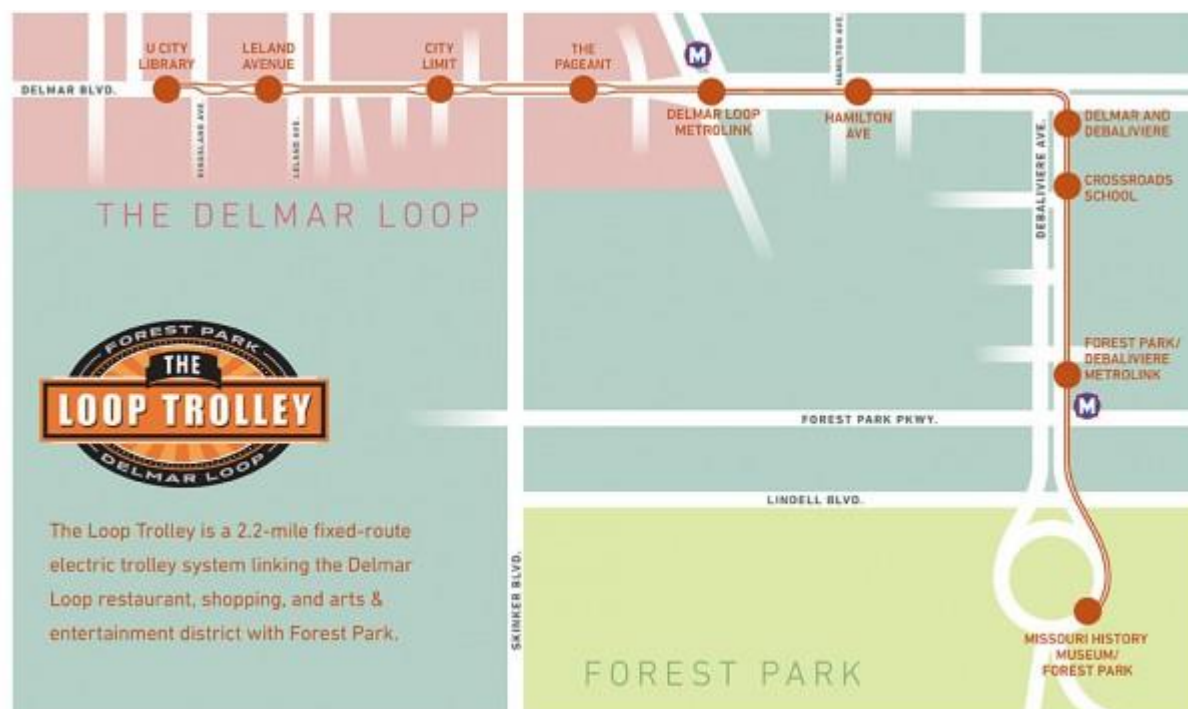 U CITY
LIBRARY
LELAND
AVENUE
CITY
LIMIT
THE
PAGEANT
M
HAMILTON AVE
DELMAR BLVD.
DELMAR LOOP
METROLINK
HAMILTON
AVE
DELMAR AND
DEBALIVIERE
KINGSLAND AVE.
LELAND AVE.
DEBALIVIERE AVE.
CROSSROADS
SCHOOL
THE DELMAR LOOP
FOREST PARK
THE
LOOP TROLLEY
DELMAR LOOP
FOREST PARK/
DEBALIVIERE
METROLINK
M
FOREST PARK PKWY.
LINDELL BLVD.
The Loop Trolley is a 2.2-mile fixed-route
electric trolley system linking the Delmar
Loop restaurant, shopping, and arts &
entertainment district with Forest Park.
SKINKER BLVD.
MISSOURI HISTORY
MUSEUM/
FOREST PARK
FOREST PARK